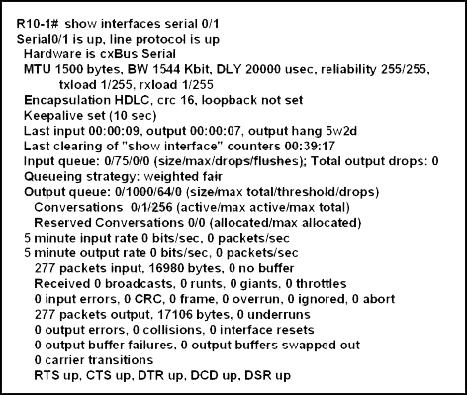 R10-1# show interfaces serial 0/1
Serial0/1 is up, line protocol is up
Hardware is cxBus Serial
MTU 1500 bytes, BW 1544 Kbit, DLY 20000 usec, reliability 255/255,
txload 1/255, rxload 1/255
Encapsulation HDLC, crc 16, loopback not set
Keepalive set (10 sec)
Last input 00:00:09, output 00:00:07, output hang 5w2d
Last clearing of "show interface" counters 00:39:17
Input queue: 0/75/0/0 (size/max/drops/flushes); Total output drops: 0
Queueing strategy: weighted fair
Output queue: 0/1000/64/0 (size/max total/threshold/drops)
Conversations 0/1/256 (active/max active/max total)
Reserved Conversations 0/0 (allocated/max allocated)
5 minute input rate 0 bits/sec, 0 packets/sec
5 minute output rate 0 bits/sec, 0 packets/sec
277 packets input, 16980 bytes, 0 no buffer
Received 0 broadcasts, 0 runts, 0 giants, 0 throttles
0 input errors, 0 CRC, 0 frame, 0 overrun, 0 ignored, 0 abort
277 packets output, 17106 bytes, 0 underruns
0 output errors, 0 collisions, 0 interface resets
0 output buffer failures, 0 output buffers swapped out
0 carrier transitions
RTS up, CTS up, DTR up, DCD up, DSR up